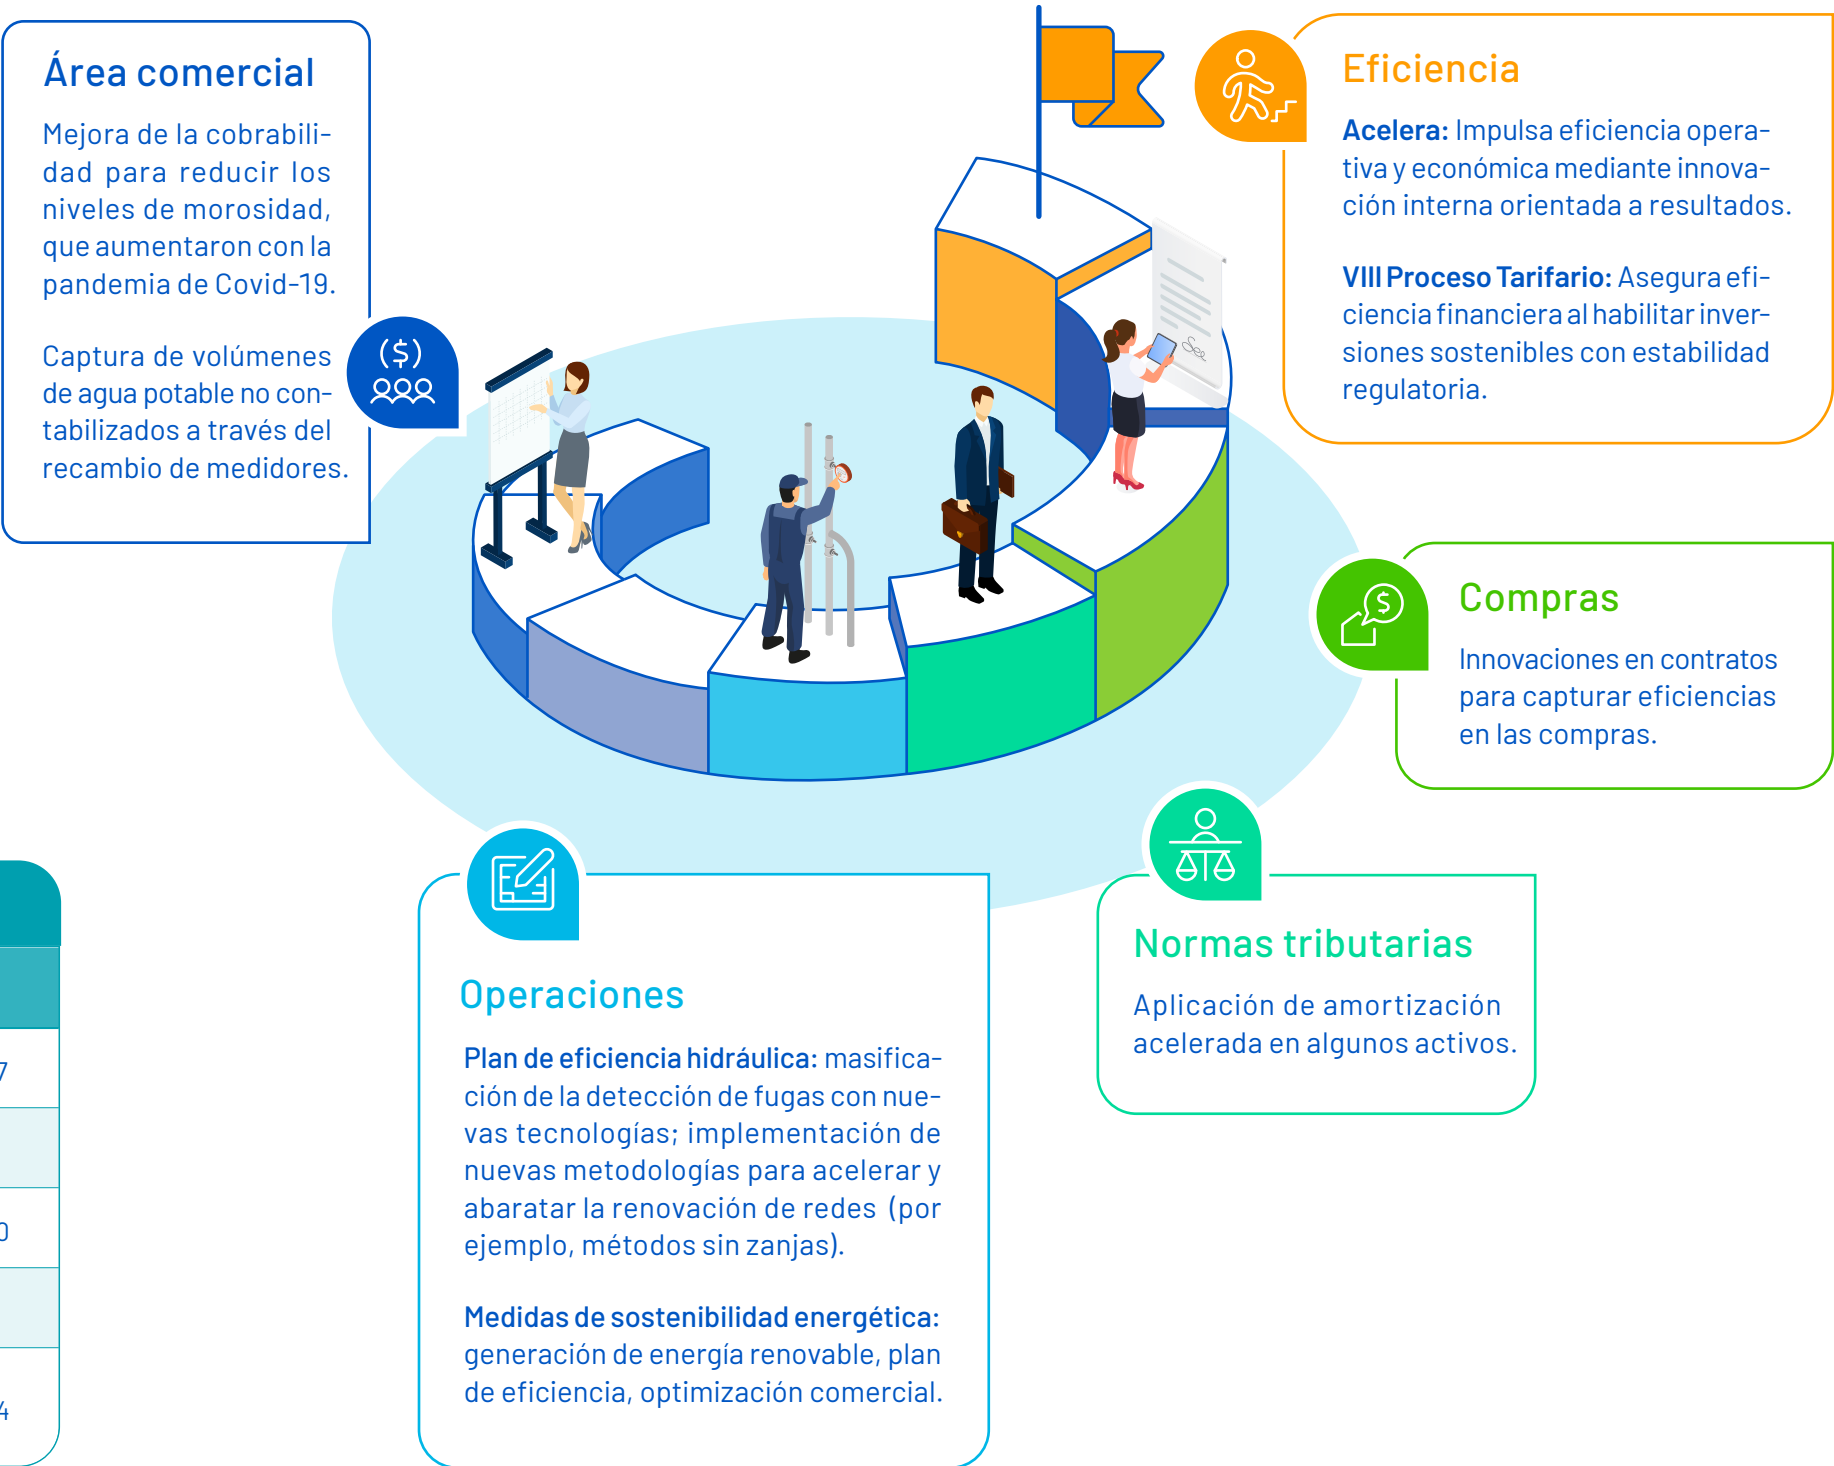 Área comercial
Mejora de la cobrabili-
dad para reducir los
niveles de morosidad,
que aumentaron con la
pandemia de Covid-19.
Captura de volúmenes
de agua potable no con-
tabilizados a través del
recambio de medidores.
($)
Eficiencia
Acelera: Impulsa eficiencia opera-
tiva y económica mediante innova-
ción interna orientada a resultados.
VIII Proceso Tarifario: Asegura efi-
ciencia financiera al habilitar inver-
siones sostenibles con estabilidad
regulatoria.
$
Compras
Innovaciones en contratos
para capturar eficiencias
en las compras.
Normas tributarias
Aplicación de amortización
acelerada en algunos activos.
Operaciones
Plan de eficiencia hidráulica: masifica-
ción de la detección de fugas con nue-
vas tecnologías; implementación de
nuevas metodologías para acelerar y
abaratar la renovación de redes (por
ejemplo, métodos sin zanjas).
Medidas de sostenibilidad energética:
generación de energía renovable, plan
de eficiencia, optimización comercial.
7
0
4